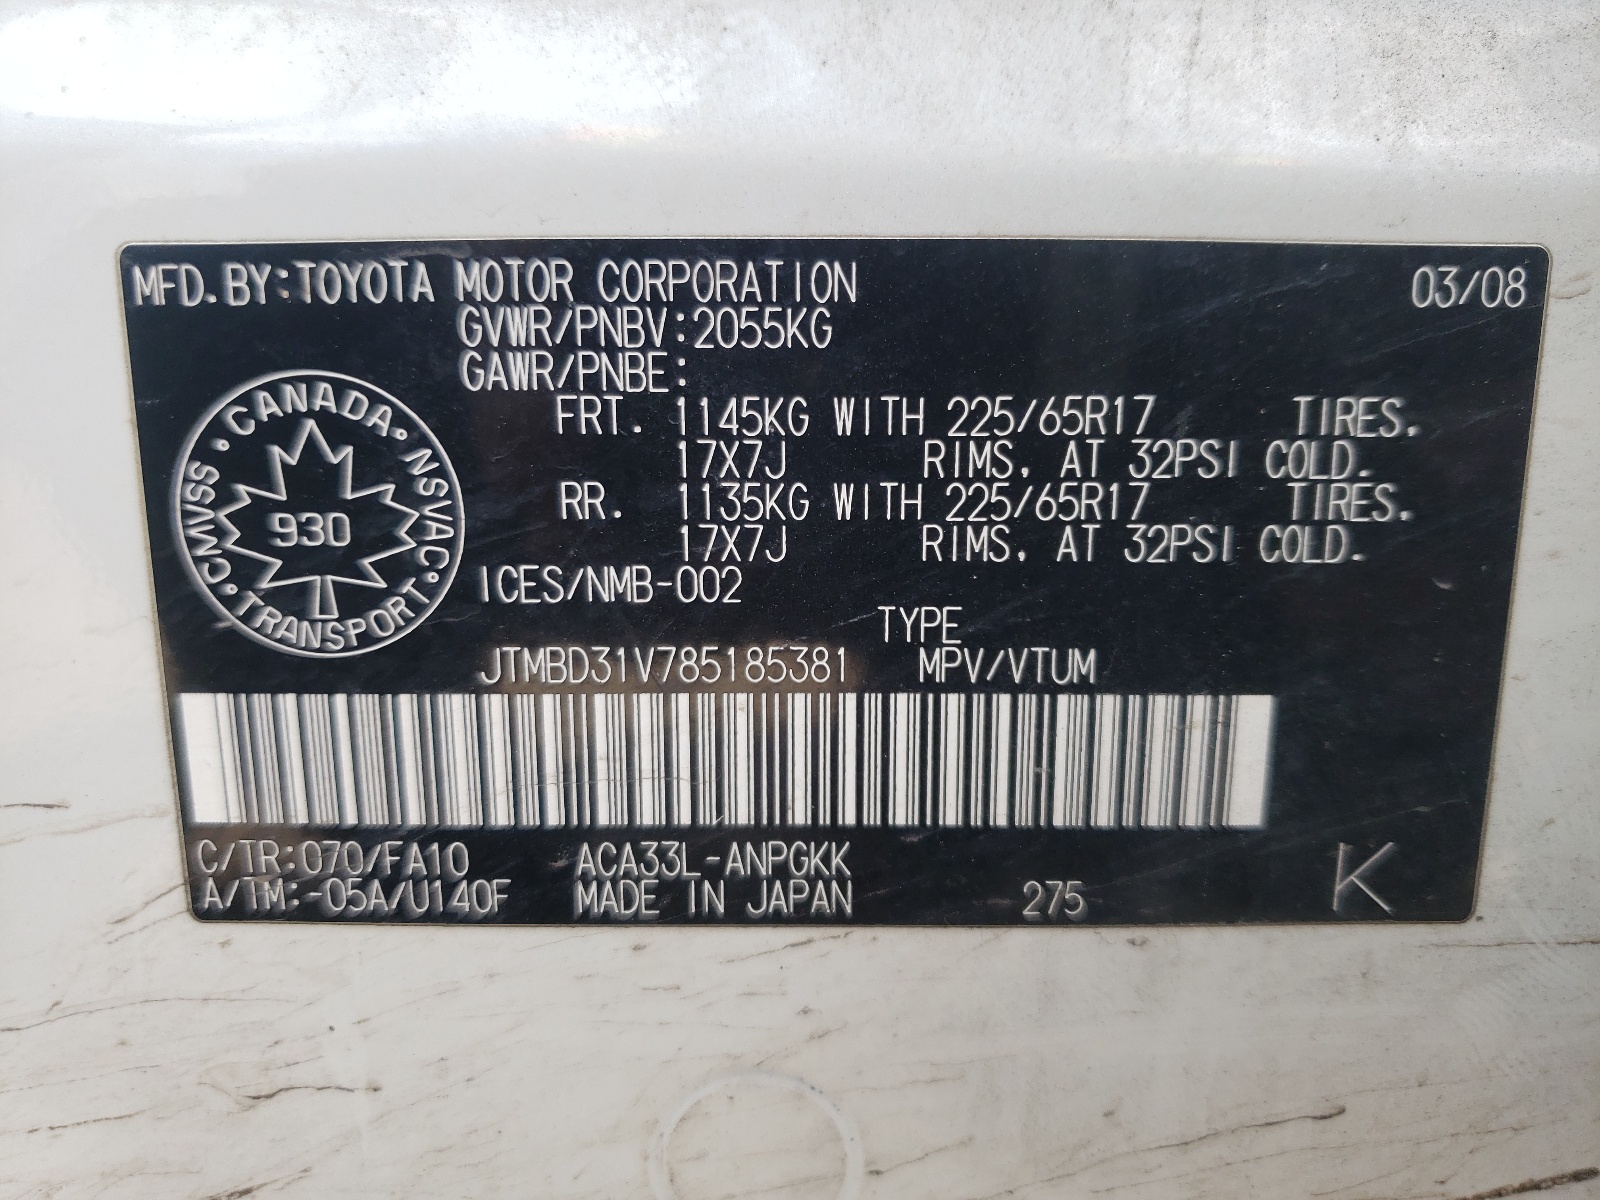 MFD. BY:TOYOTA MOTOR CORPORATION 03/08
GVWR/PNBV:2055KG
GAWR/PNBE:
FRT. 1145KG WITH 225/65R17 TIRES.
17X7J RIMS, AT 32PSI COLD.
RR. 1135KG WITH 225/65R17 TIRES.
17X7J RIMS, AT 32PSI COLD.
ICES/NMB-002
CANADA • NSVAC • TRANSPORT • CMVSS •
930
TYPE
JTMBD31V785185381 MPV/VTUM
C/TR:070/FA10 ACA33L-ANPGKK
A/TM:-05A/U140F MADE IN JAPAN 275 K